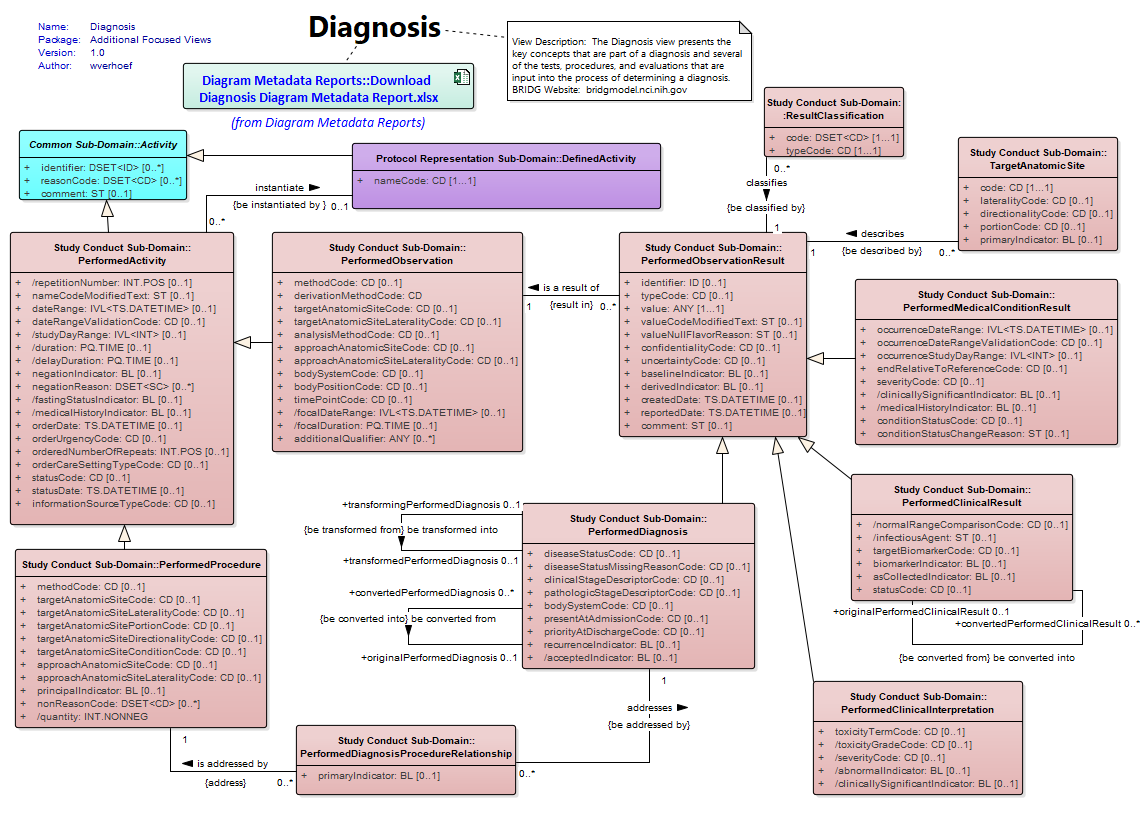 Name: Diagnosis
Package: Additional Focused Views
Version: 1.0
Author: wverhoef
Diagnosis
View Description: The Diagnosis view presents the
key concepts that are part of a diagnosis and several
of the tests, procedures, and evaluations that are
input into the process of determining a diagnosis.
BRIDG Website: bridgmodel.nci.nih.gov
Diagram Metadata Reports::Download
Diagnosis Diagram Metadata Report.xlsx
(from Diagram Metadata Reports)
Common Sub-Domain::Activity
+ identifier: DSET<ID> [0..*]
+ reasonCode: DSET<CD> [0..*]
+ comment: ST [0..1]
Protocol Representation Sub-Domain::DefinedActivity
+ nameCode: CD [1...1]
instantiate
{be instantiated by }
0..1
0..*
Study Conduct Sub-Domain:
:ResultClassification
+ code: DSET<CD> [1...1]
+ typeCode: CD [1...1]
0..*
classifies
{be classified by}
1
Study Conduct Sub-Domain::
TargetAnatomicSite
+ code: CD [1...1]
+ lateralityCode: CD [0..1]
+ directionalityCode: CD [0..1]
+ portionCode: CD [0..1]
+ primaryIndicator: BL [0..1]
describes
{be described by}
1
0..*
Study Conduct Sub-Domain::
PerformedActivity
+ /repetitionNumber: INT.POS [0..1]
+ nameCodeModifiedText: ST [0..1]
+ dateRange: IVL<TS.DATETIME> [0..1]
+ dateRangeValidationCode: CD [0..1]
+ /studyDayRange: IVL<INT> [0..1]
+ /duration: PQ.TIME [0..1]
+ /delayDuration: PQ.TIME [0..1]
+ negationIndicator: BL [0..1]
+ negationReason: DSET<SC> [0..*]
+ /fastingStatusIndicator: BL [0..1]
+ /medicalHistoryIndicator: BL [0..1]
+ orderDate: TS.DATETIME [0..1]
+ orderUrgencyCode: CD [0..1]
+ orderedNumberOfRepeats: INT.POS [0..1]
+ orderCareSettingTypeCode: CD [0..1]
+ statusCode: CD [0..1]
+ statusDate: TS.DATETIME [0..1]
+ informationSourceTypeCode: CD [0..1]
Study Conduct Sub-Domain::
PerformedObservation
+ methodCode: CD [0..1]
+ derivationMethodCode: CD
+ targetAnatomicSiteCode: CD [0..1]
+ targetAnatomicSiteLateralityCode: CD [0..1]
+ analysisMethodCode: CD [0..1]
+ approachAnatomicSiteCode: CD [0..1]
+ approachAnatomicSiteLateralityCode: CD [0..1]
+ bodySystemCode: CD [0..1]
+ bodyPositionCode: CD [0..1]
+ timePointCode: CD [0..1]
+ /focalDateRange: IVL<TS.DATETIME> [0..1]
+ /focalDuration: PQ.TIME [0..1]
+ additionalQualifier: ANY [0..*]
is a result of
1
{result in}
0..*
Study Conduct Sub-Domain::
PerformedObservationResult
+ identifier: ID [0..1]
+ typeCode: CD [0..1]
+ value: ANY [1...1]
+ valueCodeModifiedText: ST [0..1]
+ valueNullFlavorReason: ST [0..1]
+ confidentialityCode: CD [0..1]
+ uncertaintyCode: CD [0..1]
+ baselineIndicator: BL [0..1]
+ derivedIndicator: BL [0..1]
+ createdDate: TS.DATETIME [0..1]
+ reportedDate: TS.DATETIME [0..1]
+ comment: ST [0..1]
Study Conduct Sub-Domain::
PerformedMedicalConditionResult
+ occurrenceDateRange: IVL<TS.DATETIME> [0..1]
+ occurrenceDateRangeValidationCode: CD [0..1]
+ occurrenceStudyDayRange: IVL<INT> [0..1]
+ endRelativeToReferenceCode: CD [0..1]
+ severityCode: CD [0..1]
+ /clinicallySignificantIndicator: BL [0..1]
+ /medicalHistoryIndicator: BL [0..1]
+ conditionStatusCode: CD [0..1]
+ conditionStatusChangeReason: ST [0..1]
Study Conduct Sub-Domain::
PerformedClinicalResult
+ /normalRangeComparisonCode: CD [0..1]
+ /infectiousAgent: ST [0..1]
+ targetBiomarkerCode: CD [0..1]
+ biomarkerIndicator: BL [0..1]
+ asCollectedIndicator: BL [0..1]
+ statusCode: CD [0..1]
+originalPerformedClinicalResult 0..1
+convertedPerformedClinicalResult 0..*
{be converted from} be converted into
+transformingPerformedDiagnosis 0..1
{be transformed from} be transformed into
+transformedPerformedDiagnosis 0..1
+convertedPerformedDiagnosis 0..*
{be converted into} be converted from
+originalPerformedDiagnosis 0..1
Study Conduct Sub-Domain::
PerformedDiagnosis
+ diseaseStatusCode: CD [0..1]
+ diseaseStatusMissingReasonCode: CD [0..1]
+ clinicalStageDescriptorCode: CD [0..1]
+ pathologicStageDescriptorCode: CD [0..1]
+ bodySystemCode: CD [0..1]
+ presentAtAdmissionCode: CD [0..1]
+ priorityAtDischargeCode: CD [0..1]
+ recurrenceIndicator: BL [0..1]
+ /acceptedIndicator: BL [0..1]
1
addresses
{be addressed by}
0..*
Study Conduct Sub-Domain::PerformedProcedure
+ methodCode: CD [0..1]
+ targetAnatomicSiteCode: CD [0..1]
+ targetAnatomicSiteLateralityCode: CD [0..1]
+ targetAnatomicSitePortionCode: CD [0..1]
+ targetAnatomicSiteDirectionalityCode: CD [0..1]
+ targetAnatomicSiteConditionCode: CD [0..1]
+ approachAnatomicSiteCode: CD [0..1]
+ approachAnatomicSiteLateralityCode: CD [0..1]
+ principalIndicator: BL [0..1]
+ nonReasonCode: DSET<CD> [0..*]
+ /quantity: INT.NONNEG
1
is addressed by
{address}
0..*
Study Conduct Sub-Domain::
PerformedDiagnosisProcedureRelationship
+ primaryIndicator: BL [0..1]
Study Conduct Sub-Domain::
PerformedClinicalInterpretation
+ toxicityTermCode: CD [0..1]
+ /toxicityGradeCode: CD [0..1]
+ /severityCode: CD [0..1]
+ /abnormalIndicator: BL [0..1]
+ /clinicallySignificantIndicator: BL [0..1]